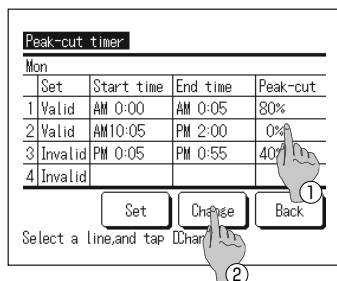 Peak-cut timer
Mon
Set Start time End time Peak-cut
1 Valid AM 0:00 AM 0:05 80%
2 Valid AM10:05 PM 2:00 0%
3 Invalid PM 0:05 PM 0:55 40%
4 Invalid
Set Change Back
Select a line,and tap
①
②